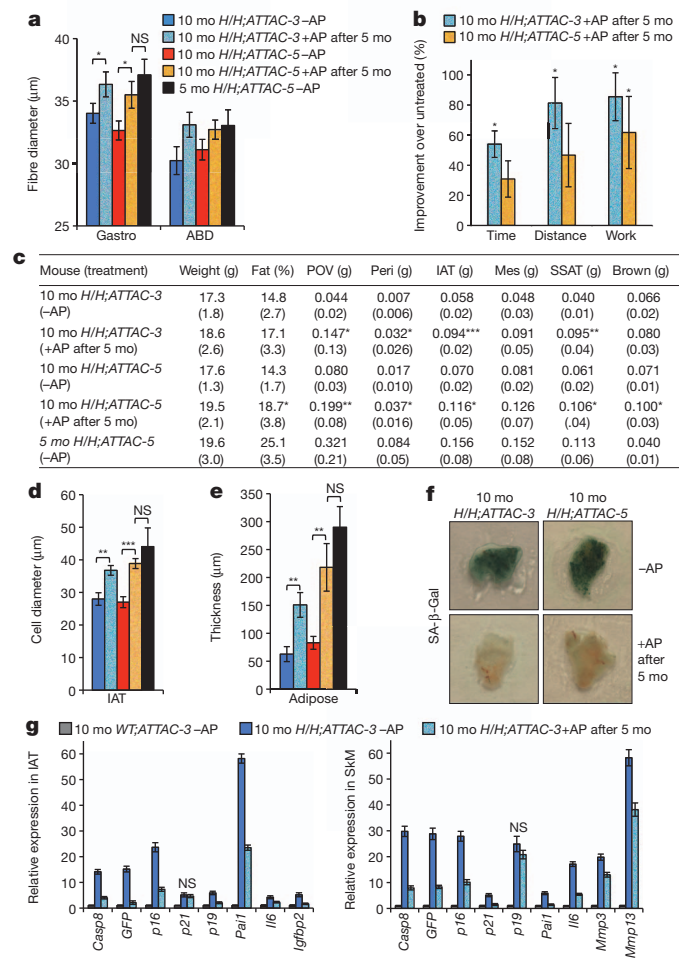 a
10 mo H/H;ATTAC-3 –AP
10 mo H/H;ATTAC-3+AP after 5 mo
10 mo H/H;ATTAC-5–AP
10 mo H/H;ATTAC-5+AP after 5 mo
5 mo H/H;ATTAC-5–AP
Fibre diameter (µm)
40
35
30
25
*
*
NS
Gastro
ABD
b
10 mo H/H;ATTAC-3+AP after 5 mo
10 mo H/H;ATTAC-5+AP after 5 mo
Improvement over untreated (%)
100
80
60
40
20
0
*
*
*
*
Time
Distance
Work
c
Mouse (treatment) Weight (g) Fat (%) POV (g) Peri (g) IAT (g) Mes (g) SSAT (g) Brown (g)
10 mo H/H;ATTAC-3 17.3 14.8 0.044 0.007 0.058 0.048 0.040 0.066
(–AP) (1.8) (2.7) (0.02) (0.006) (0.02) (0.03) (0.01) (0.02)
10 mo H/H;ATTAC-3 18.6 17.1 0.147* 0.032* 0.094*** 0.091 0.095** 0.080
(+AP after 5 mo) (2.6) (3.3) (0.13) (0.026) (0.02) (0.05) (0.04) (0.03)
10 mo H/H;ATTAC-5 17.6 14.3 0.080 0.017 0.070 0.081 0.061 0.071
(–AP) (1.3) (1.7) (0.03) (0.010) (0.02) (0.02) (0.02) (0.01)
10 mo H/H;ATTAC-5 19.5 18.7* 0.199** 0.037* 0.116* 0.126 0.106* 0.100*
(+AP after 5 mo) (2.1) (3.8) (0.08) (0.016) (0.05) (0.07) (.04) (0.03)
5 mo H/H;ATTAC-5 19.6 25.1 0.321 0.084 0.156 0.152 0.113 0.040
(–AP) (3.0) (3.5) (0.21) (0.05) (0.08) (0.08) (0.06) (0.01)
d
Cell diameter (µm)
60
50
40
30
20
10
0
**
***
NS
IAT
e
Thickness (µm)
350
300
250
200
150
100
50
0
**
**
NS
Adipose
f
10 mo
H/H;ATTAC-3
10 mo
H/H;ATTAC-5
SA-β-Gal
–AP
+AP
after
5 mo
g
10 mo WT;ATTAC-3 –AP
10 mo H/H;ATTAC-3 –AP
10 mo H/H;ATTAC-3+AP after 5 mo
Relative expression in IAT
60
50
40
30
20
10
0
NS
Casp8
GFP
p16
p21
p19
Pai1
Il6
Igfbp2
Relative expression in SkM
60
50
40
30
20
10
0
NS
Casp8
GFP
p16
p21
p19
Pai1
Il6
Mmp3
Mmp13